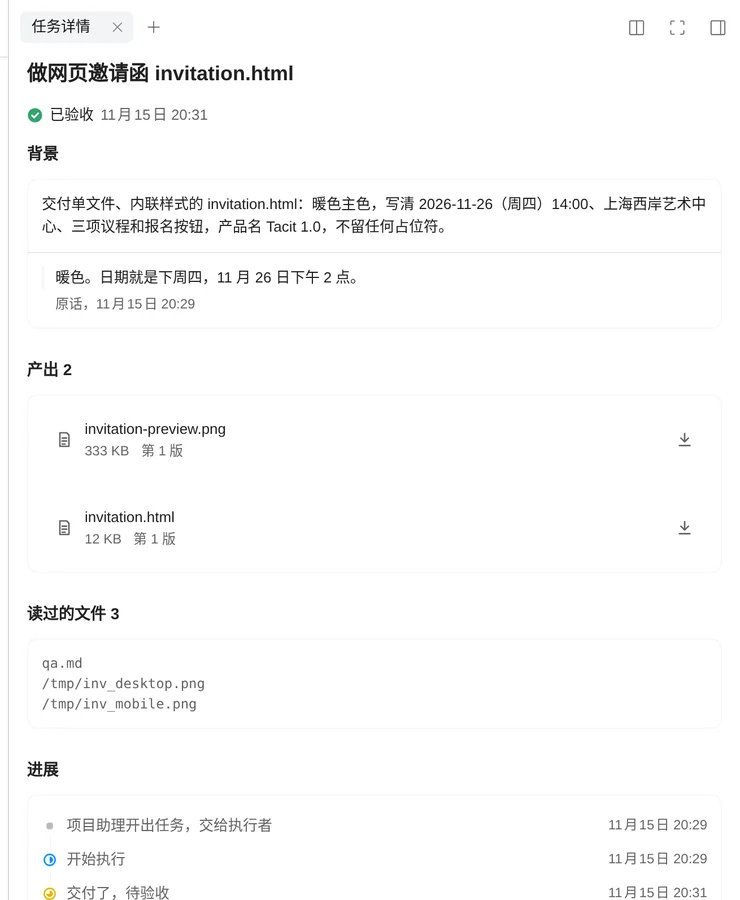 任务详情
做网页邀请函 invitation.html
已验收 11月15日 20:31
背景
交付单文件、内联样式的 invitation.html：暖色主色，写清 2026-11-26（周四）14:00、上海西岸艺术中
心、三项议程和报名按钮，产品名 Tacit 1.0，不留任何占位符。
暖色。日期就是下周四，11 月 26 日下午 2 点。
原话，11月15日 20:29
产出 2
invitation-preview.png
333 KB 第 1 版
invitation.html
12 KB 第 1 版
读过的文件 3
qa.md
/tmp/inv_desktop.png
/tmp/inv_mobile.png
进展
项目助理开出任务，交给执行者 11月15日 20:29
开始执行 11月15日 20:29
交付了，待验收 11月15日 20:31